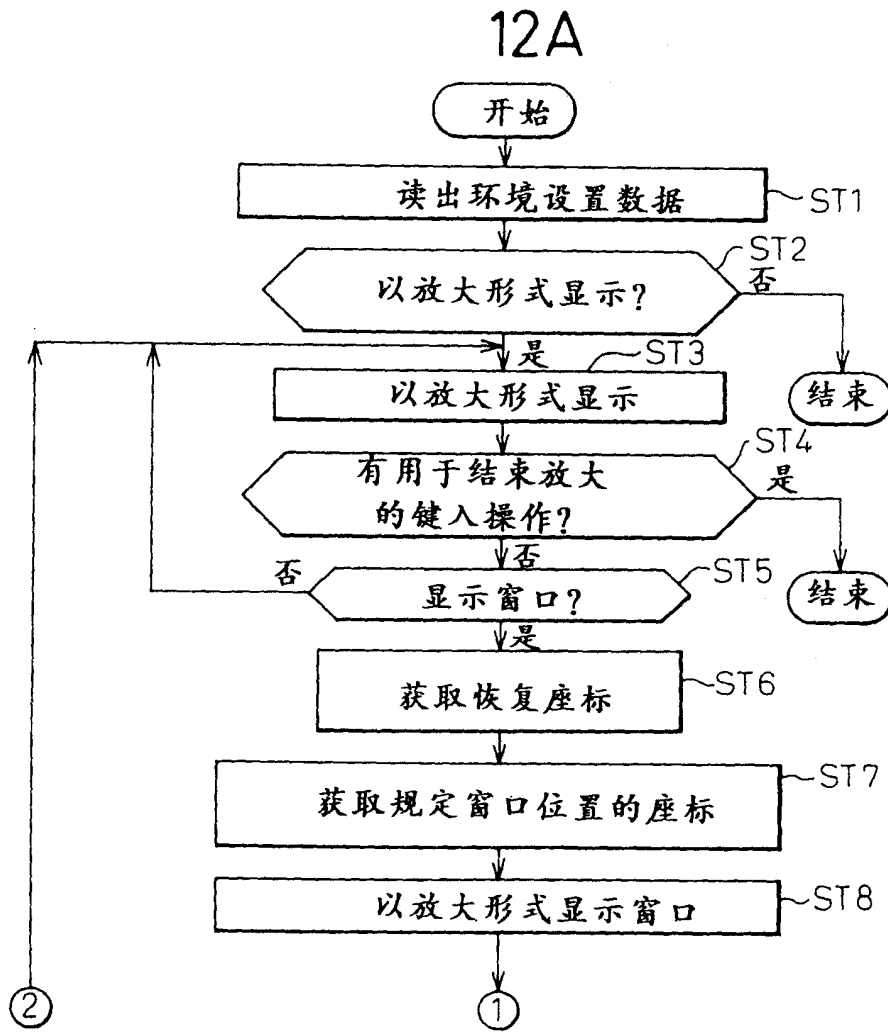 12A
开始
读出环境设置数据
ST1
ST2
以放大形式显示?
否
是
ST3
以放大形式显示
结束
ST4
有用于结束放大
的键入操作?
是
否
否
ST5
显示窗口?
结束
是
获取恢复座标
ST6
ST7
获取规定窗口位置的座标
以放大形式显示窗口
ST8
2
1